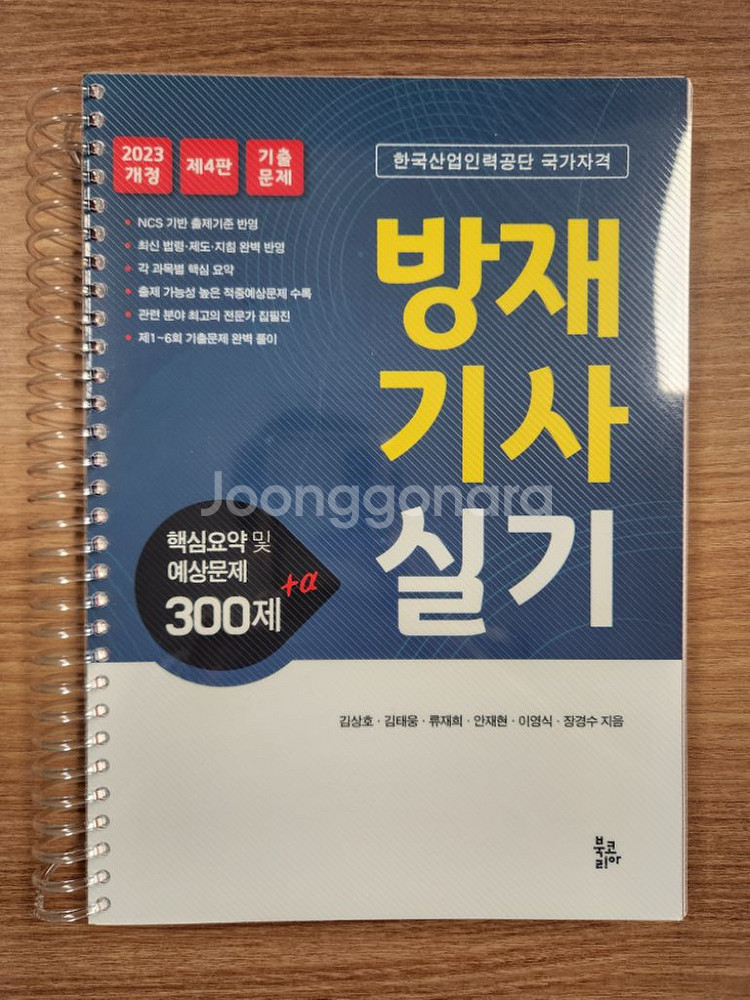 2023
개정
제4판
기출
문제
한국산업인력공단 국가자격
• NCS 기반 출제기준 반영
• 최신 법령·제도·지침 완벽 반영
• 각 과목별 핵심 요약
• 출제 가능성 높은 적중예상문제 수록
• 관련 분야 최고의 전문가 집필진
• 제1~6회 기출문제 완벽 풀이
방재
기사
실기
Joonggonara
핵심요약 및
예상문제
300제
+α
김상호 · 김태웅 · 류재희 · 안재현 · 이영식 · 장경수 지음
북코
리아